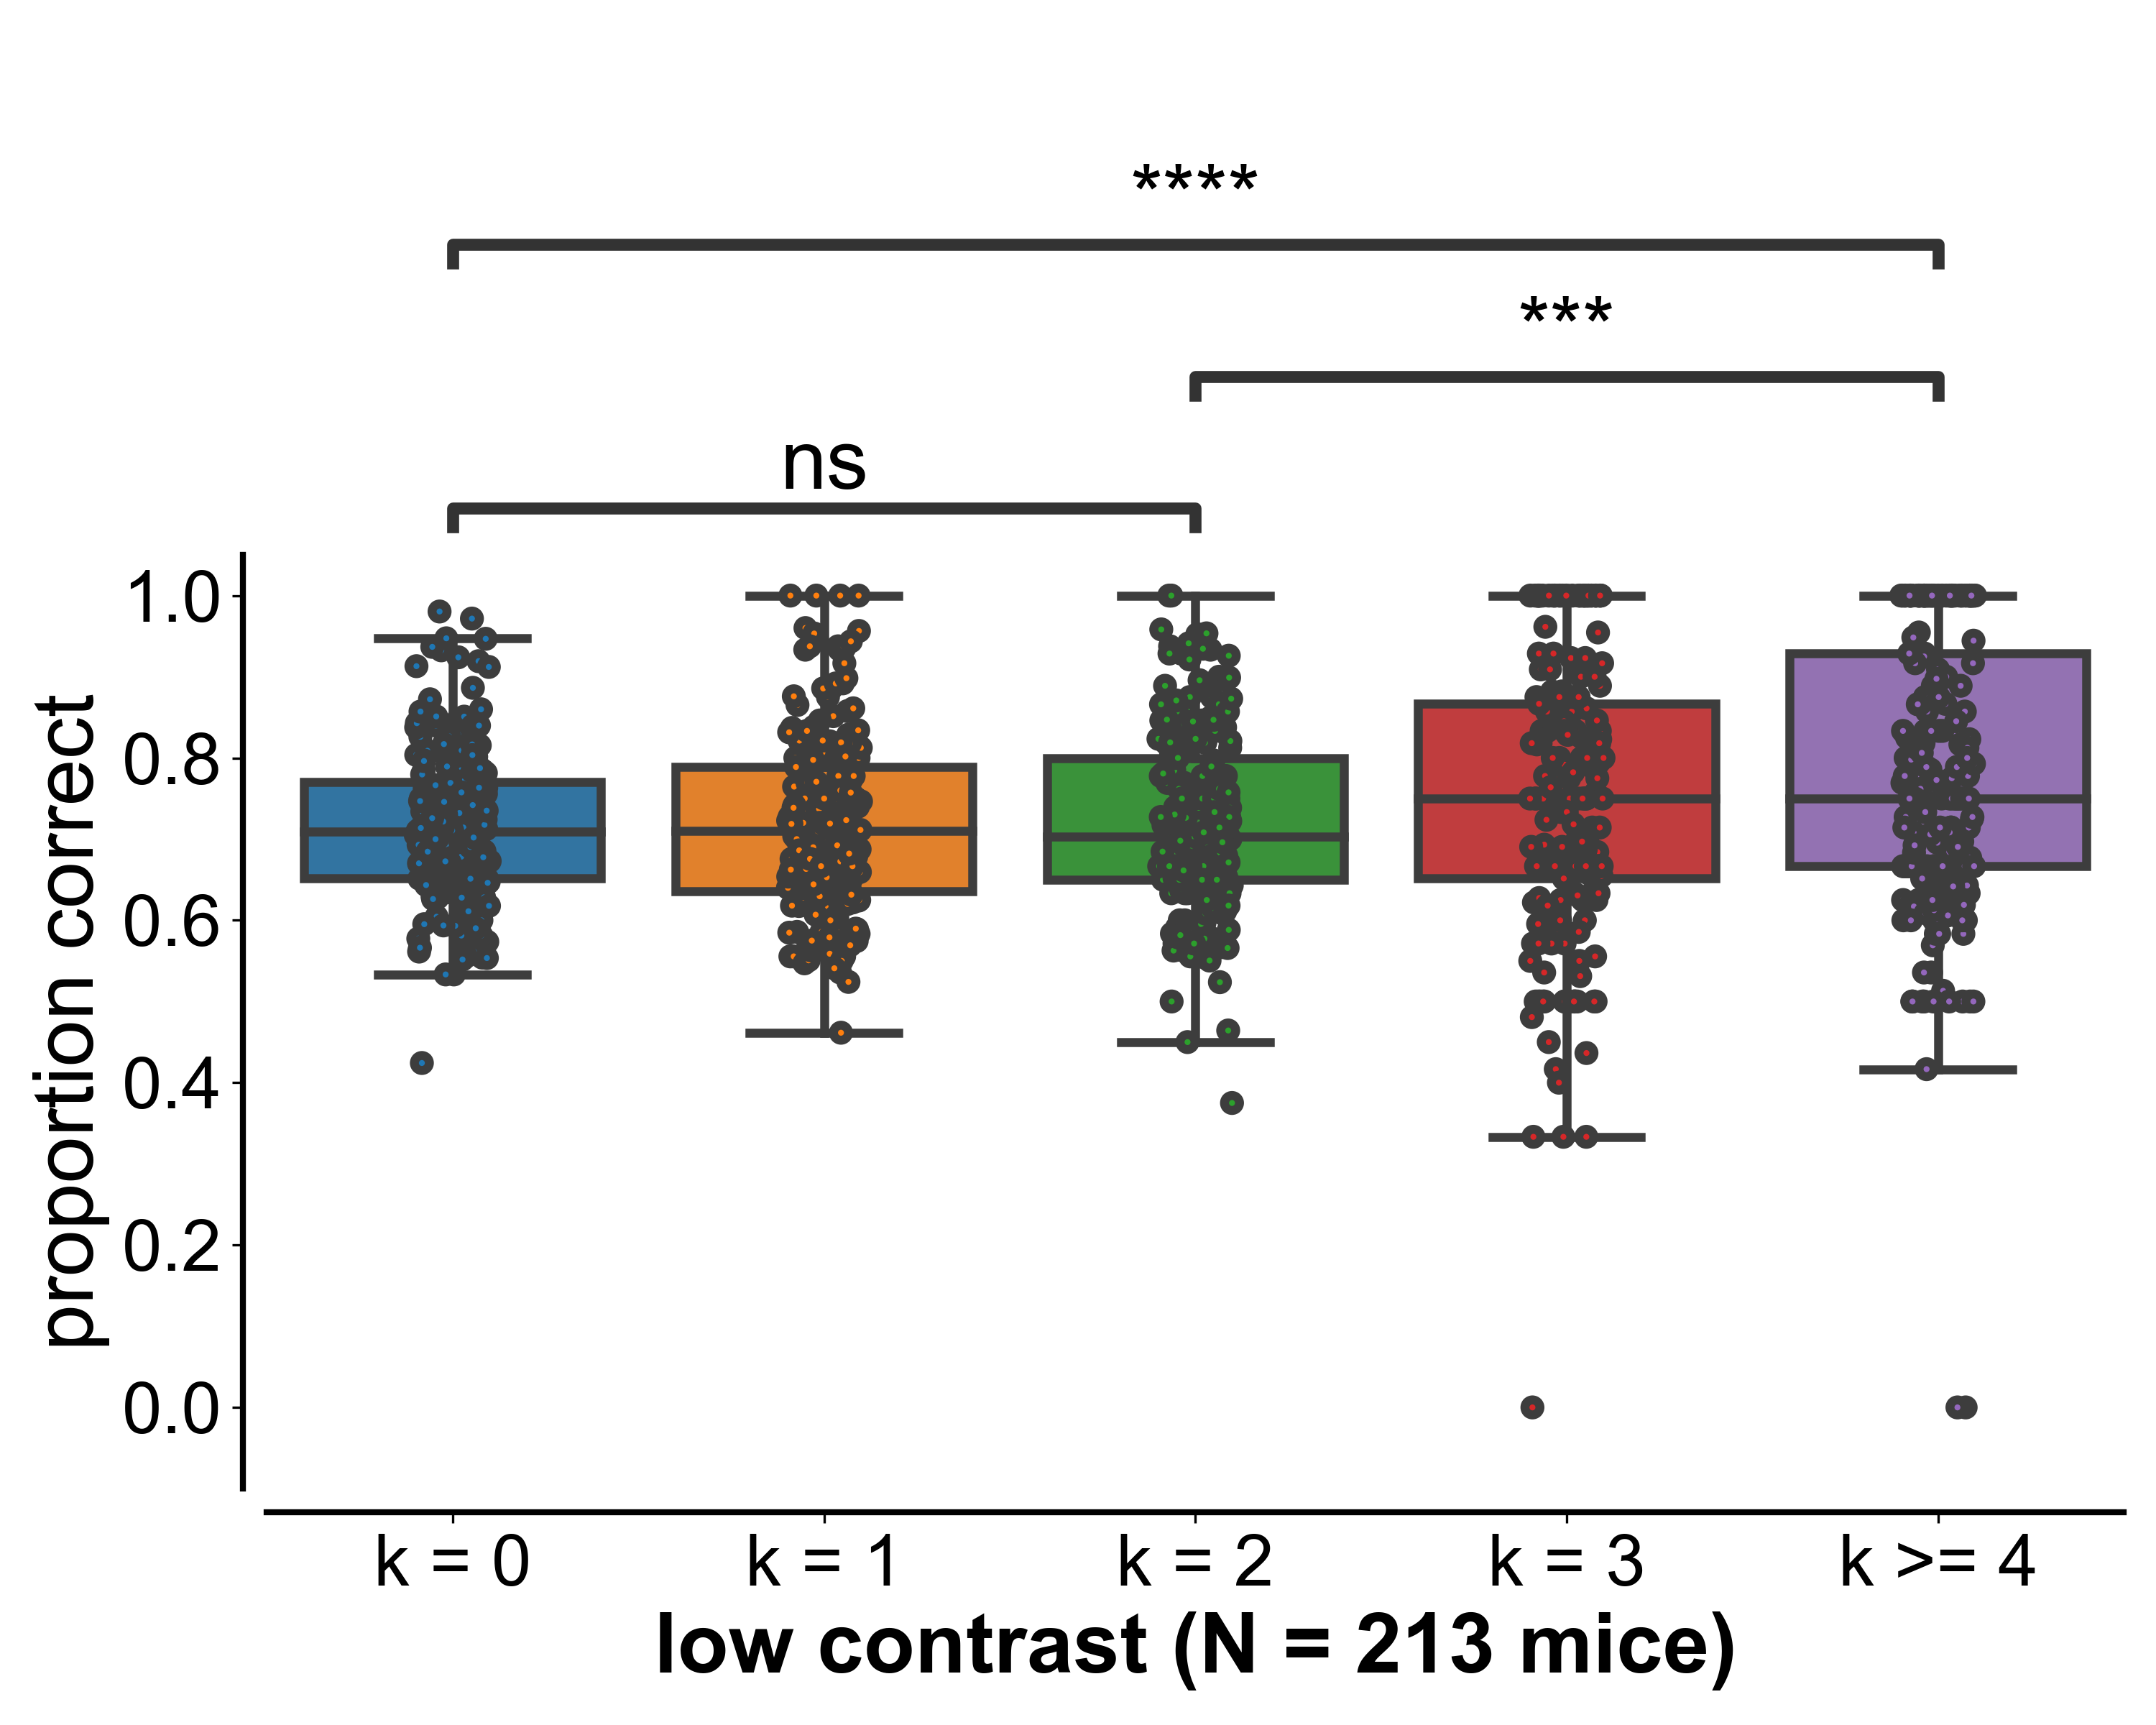 ****
***
ns
proportion correct
1.0
0.8
0.6
0.4
0.2
0.0
k = 0
k = 1
k = 2
k = 3
k >= 4
low contrast (N = 213 mice)